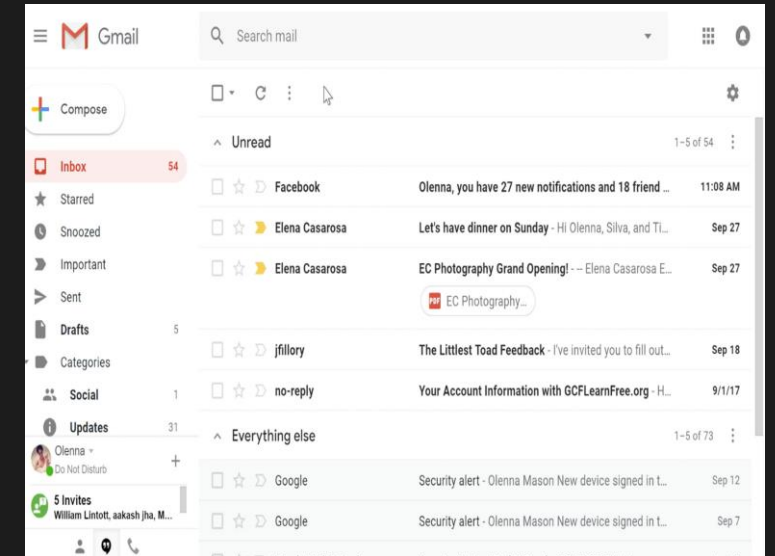 Gmail
Search mail
Compose
Inbox 54
Starred
Snoozed
Important
Sent
Drafts 5
Categories
Social 1
Updates 31
Olenna
Do Not Disturb
5 Invites
William Lintott, aakash jha, M...
Unread 1–5 of 54
Facebook Olenna, you have 27 new notifications and 18 friend ... 11:08 AM
Elena Casarosa Let's have dinner on Sunday - Hi Olenna, Silva, and Ti... Sep 27
Elena Casarosa EC Photography Grand Opening! - -- Elena Casarosa E... Sep 27
PDF EC Photography...
jfillory The Littlest Toad Feedback - I've invited you to fill out... Sep 18
no-reply Your Account Information with GCFLearnFree.org - H... 9/1/17
Everything else 1–5 of 73
Google Security alert - Olenna Mason New device signed in t... Sep 12
Google Security alert - Olenna Mason New device signed in t... Sep 7